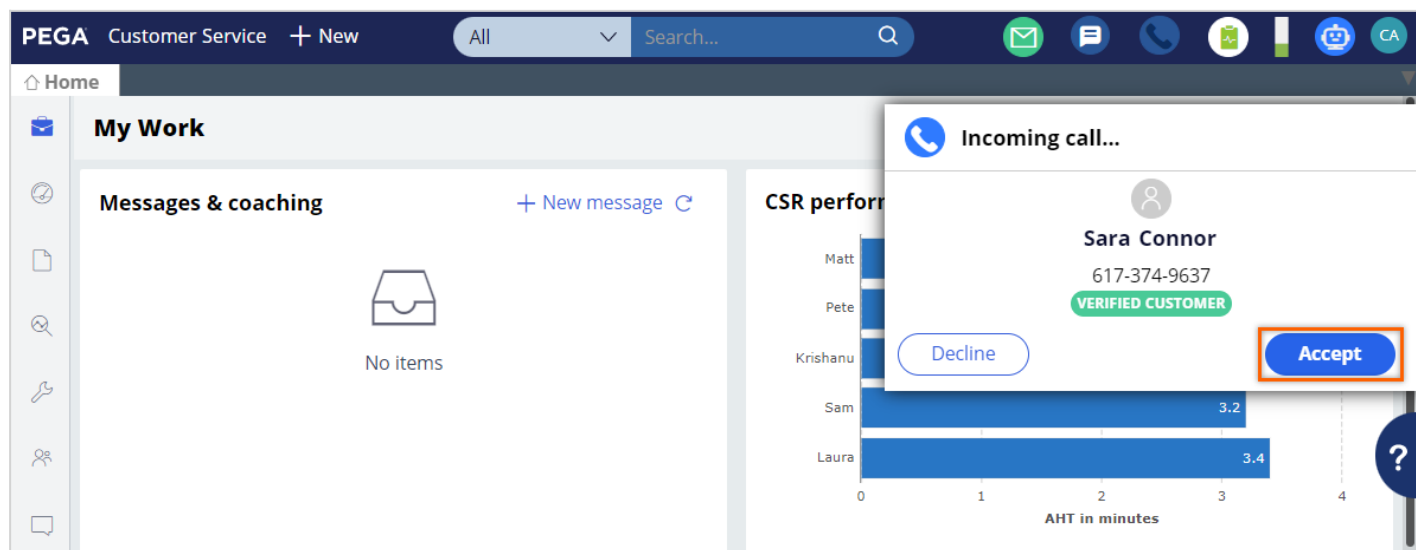 PEGA Customer Service + New All Search... CA
Home
My Work
Incoming call...
Messages & coaching + New message
CSR perforr
Sara Connor
617-374-9637
VERIFIED CUSTOMER
Decline Accept
No items
Matt
Pete
Krishanu
Sam 3.2
Laura 3.4
0 1 2 3 4
AHT in minutes
?